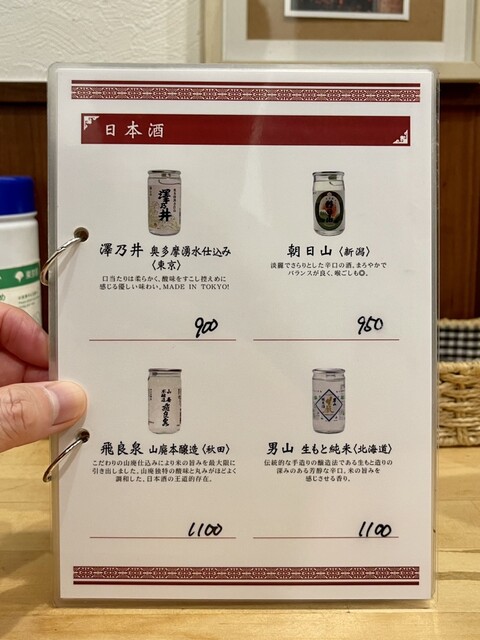 日本酒
澤乃井
澤乃井 奥多摩湧水仕込み
〈東京〉
口当たりは柔らかく、酸味をすこし控えめに
感じる優しい味わい。MADE IN TOKYO!
900
朝日山〈新潟〉
淡麗でさらりとした辛口の酒。まろやかで
バランスが良く、喉ごしも◎。
950
飛良泉 山廃本醸造〈秋田〉
こだわりの山廃仕込みにより米の旨みを最大限に
引き出しました。山廃独特の酸味と丸みがほどよく
調和した、日本酒の王道的存在。
1100
男山 生もと純米〈北海道〉
伝統的な手造りの醸造法である生もと造りの
深みのある芳醇な辛口。米の旨みを
感じさせる香り。
1100